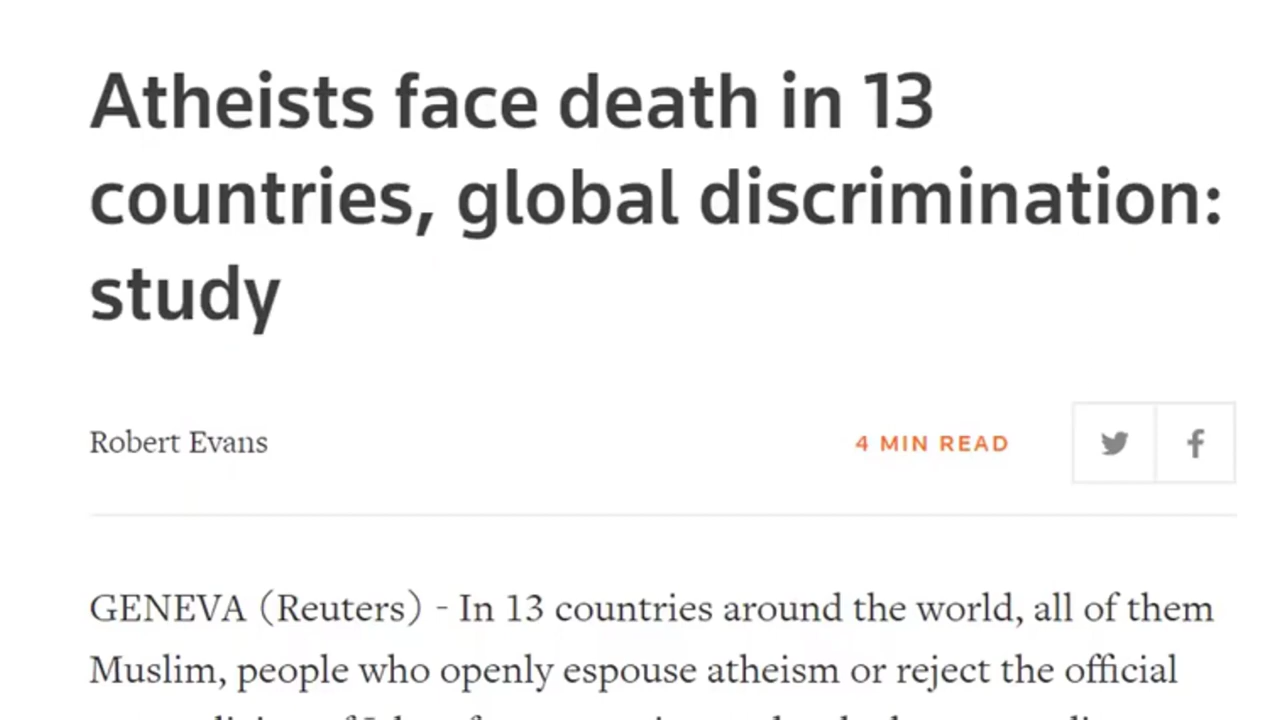 Atheists face death in 13
countries, global discrimination:
study
Robert Evans
4 MIN READ
GENEVA (Reuters) - In 13 countries around the world, all of them
Muslim, people who openly espouse atheism or reject the official